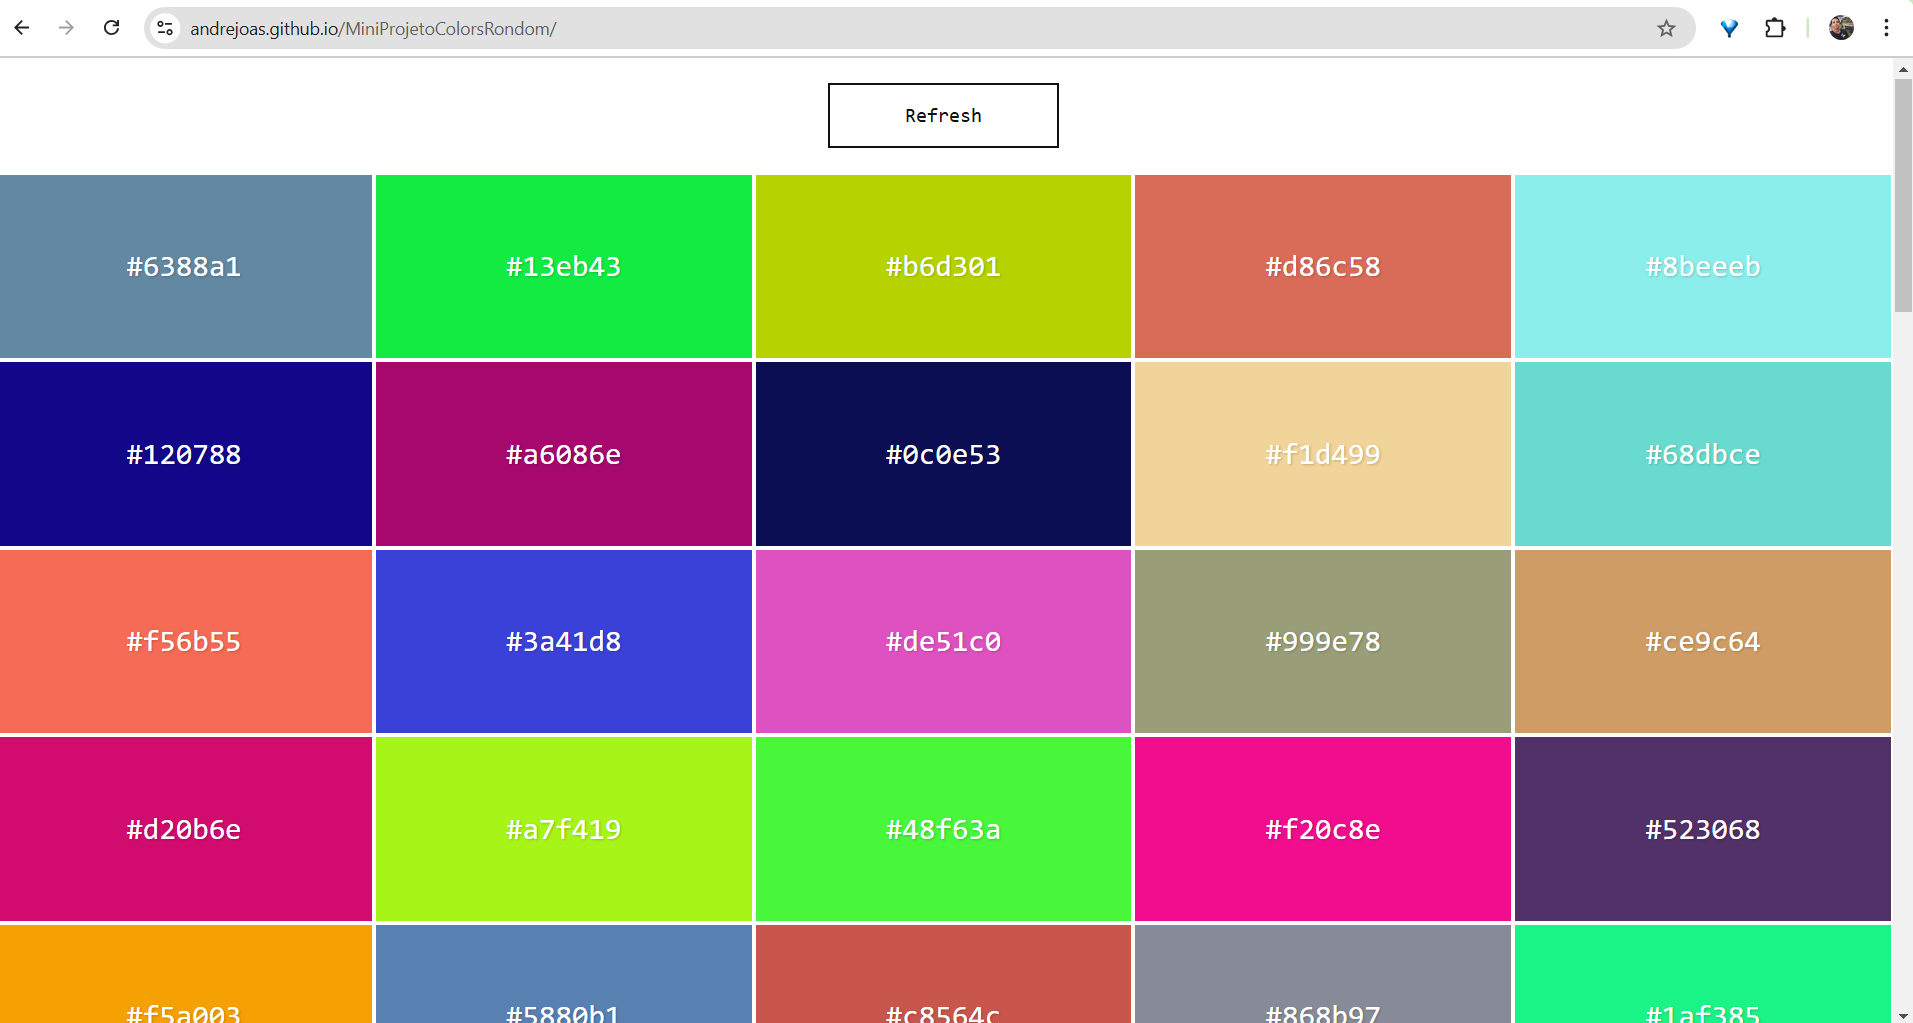 andrejoas.github.io/MiniProjetoColorsRondom/
Refresh
#6388a1 #13eb43 #b6d301 #d86c58 #8beeeb
#120788 #a6086e #0c0e53 #f1d499 #68dbce
#f56b55 #3a41d8 #de51c0 #999e78 #ce9c64
#d20b6e #a7f419 #48f63a #f20c8e #523068
#f5a003 #5880b1 #c8564c #868b97 #1af385